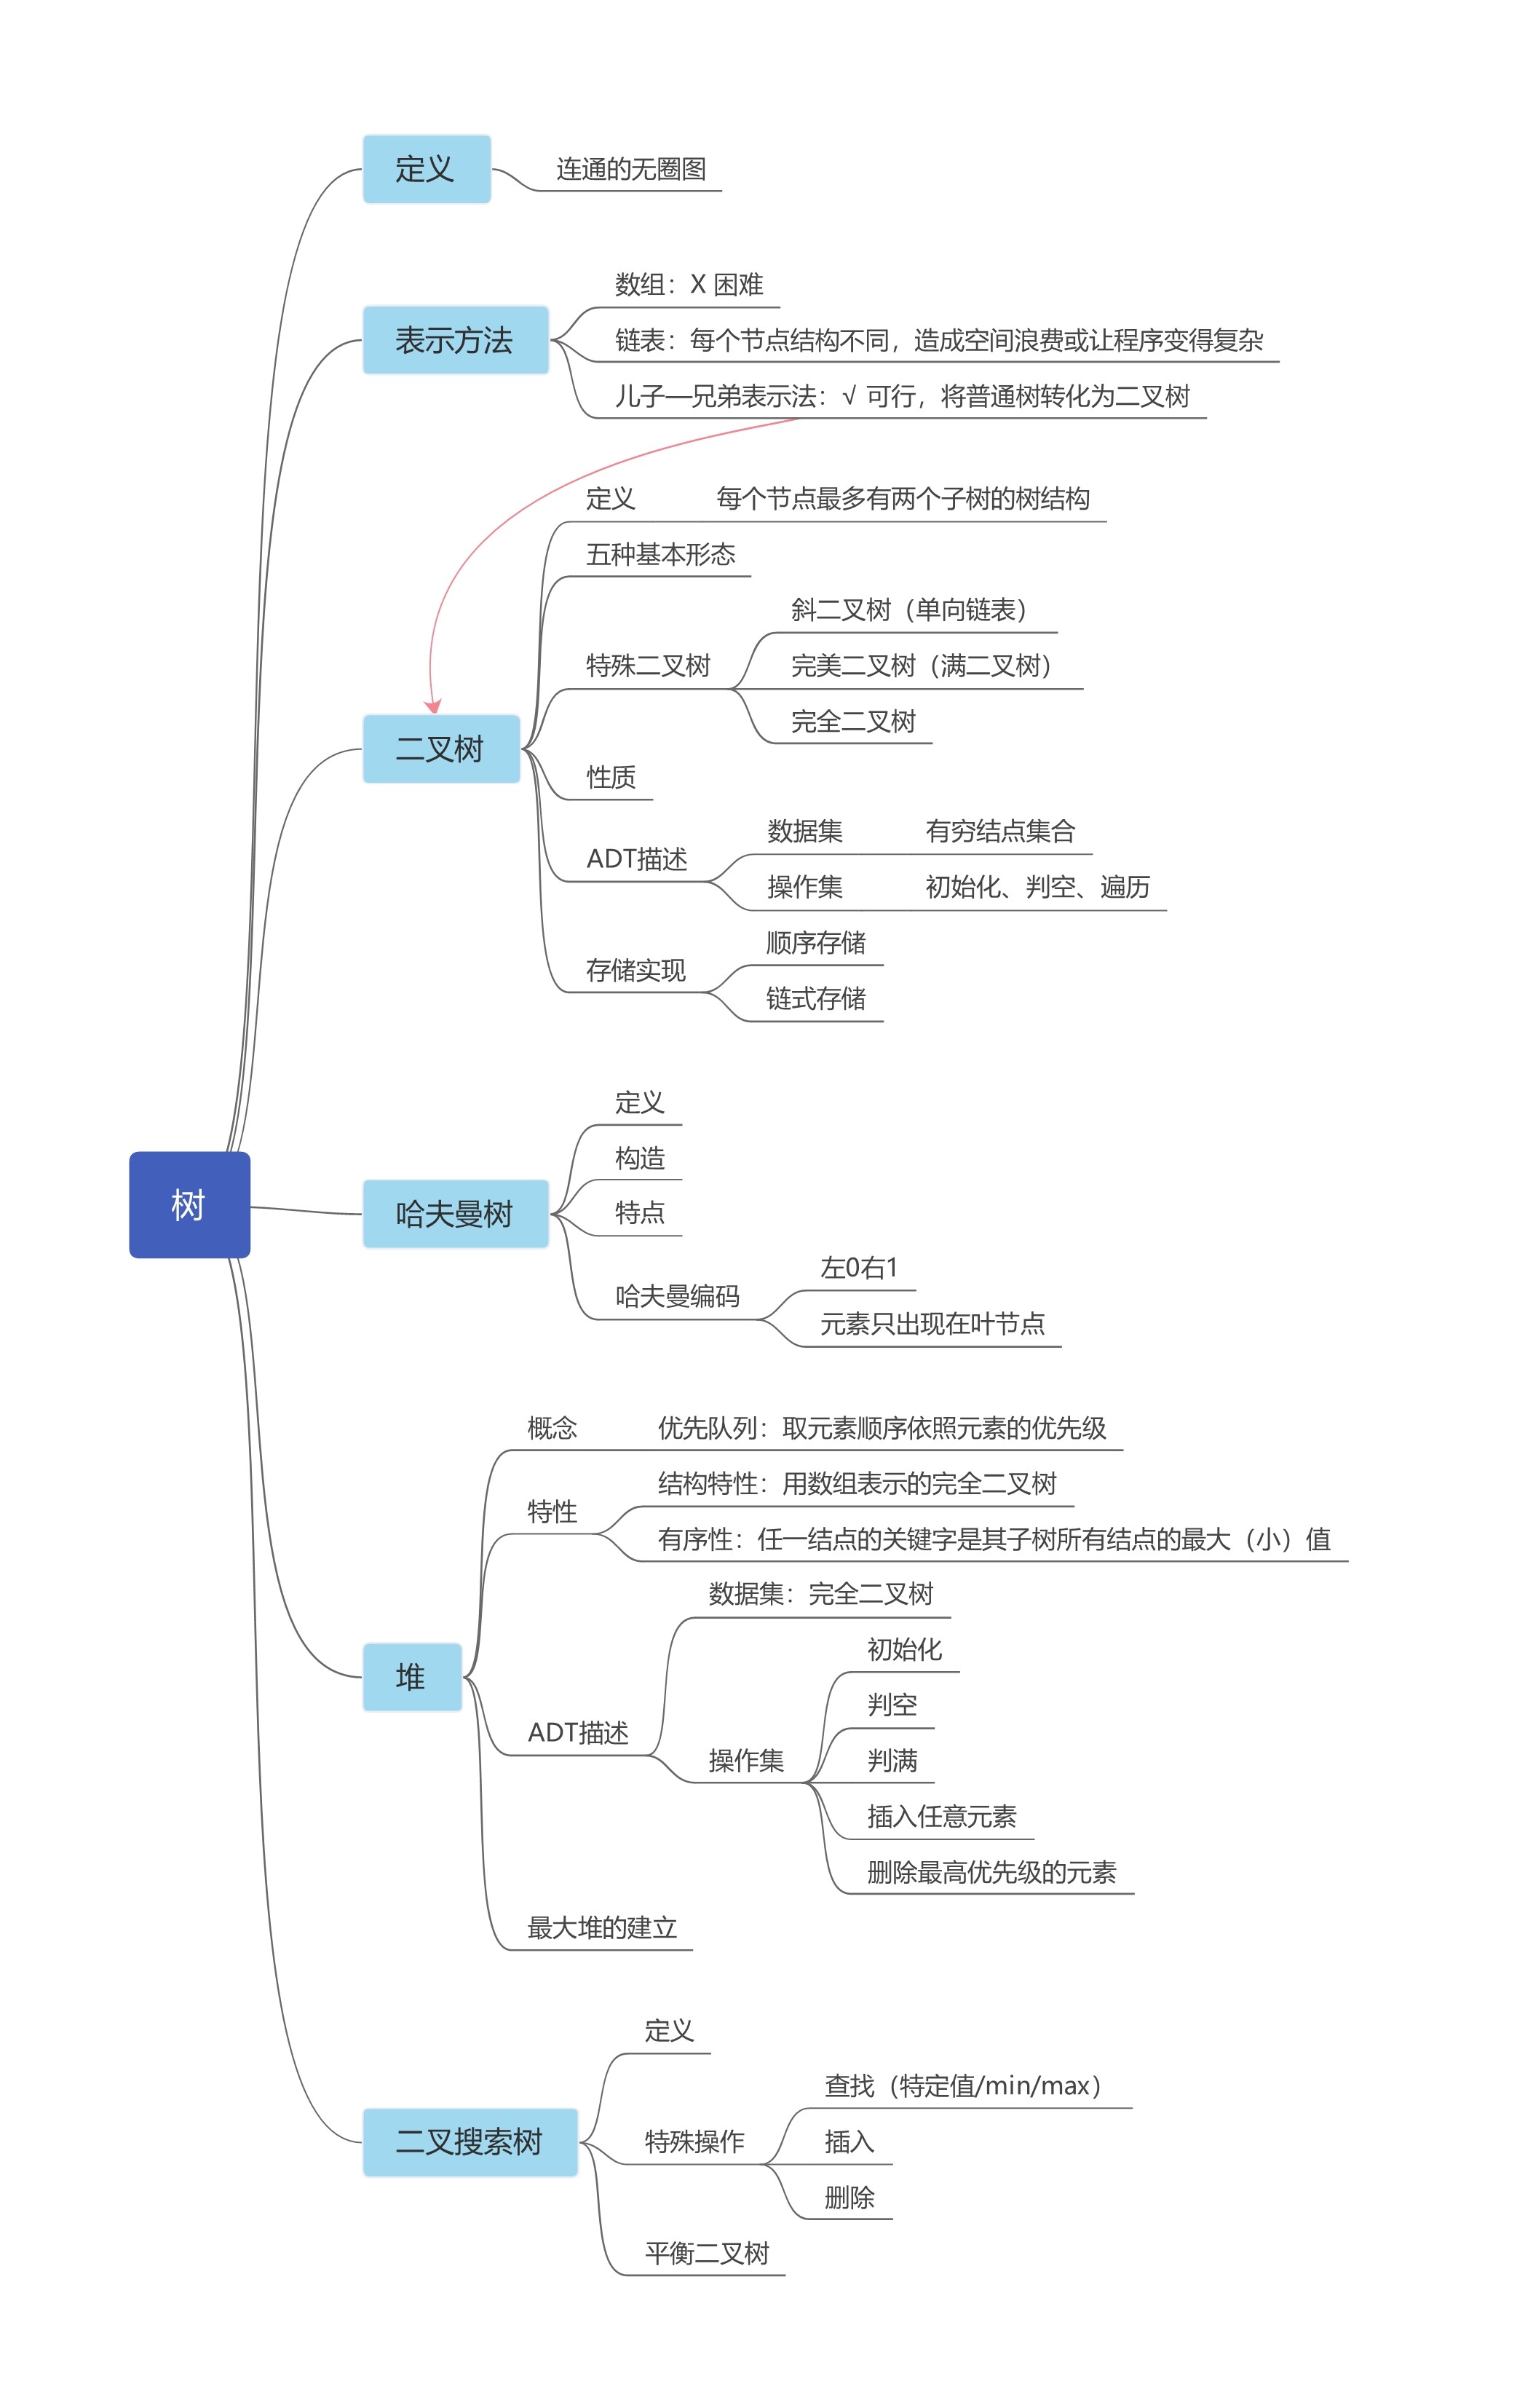 树
定义
连通的无圈图
表示方法
数组：X 困难
链表：每个节点结构不同，造成空间浪费或让程序变得复杂
儿子—兄弟表示法：√ 可行，将普通树转化为二叉树
二叉树
定义
每个节点最多有两个子树的树结构
五种基本形态
特殊二叉树
斜二叉树（单向链表）
完美二叉树（满二叉树）
完全二叉树
性质
ADT描述
数据集
有穷结点集合
操作集
初始化、判空、遍历
存储实现
顺序存储
链式存储
哈夫曼树
定义
构造
特点
哈夫曼编码
左0右1
元素只出现在叶节点
堆
概念
优先队列：取元素顺序依照元素的优先级
特性
结构特性：用数组表示的完全二叉树
有序性：任一结点的关键字是其子树所有结点的最大（小）值
ADT描述
数据集：完全二叉树
操作集
初始化
判空
判满
插入任意元素
删除最高优先级的元素
最大堆的建立
二叉搜索树
定义
特殊操作
查找（特定值/min/max）
插入
删除
平衡二叉树